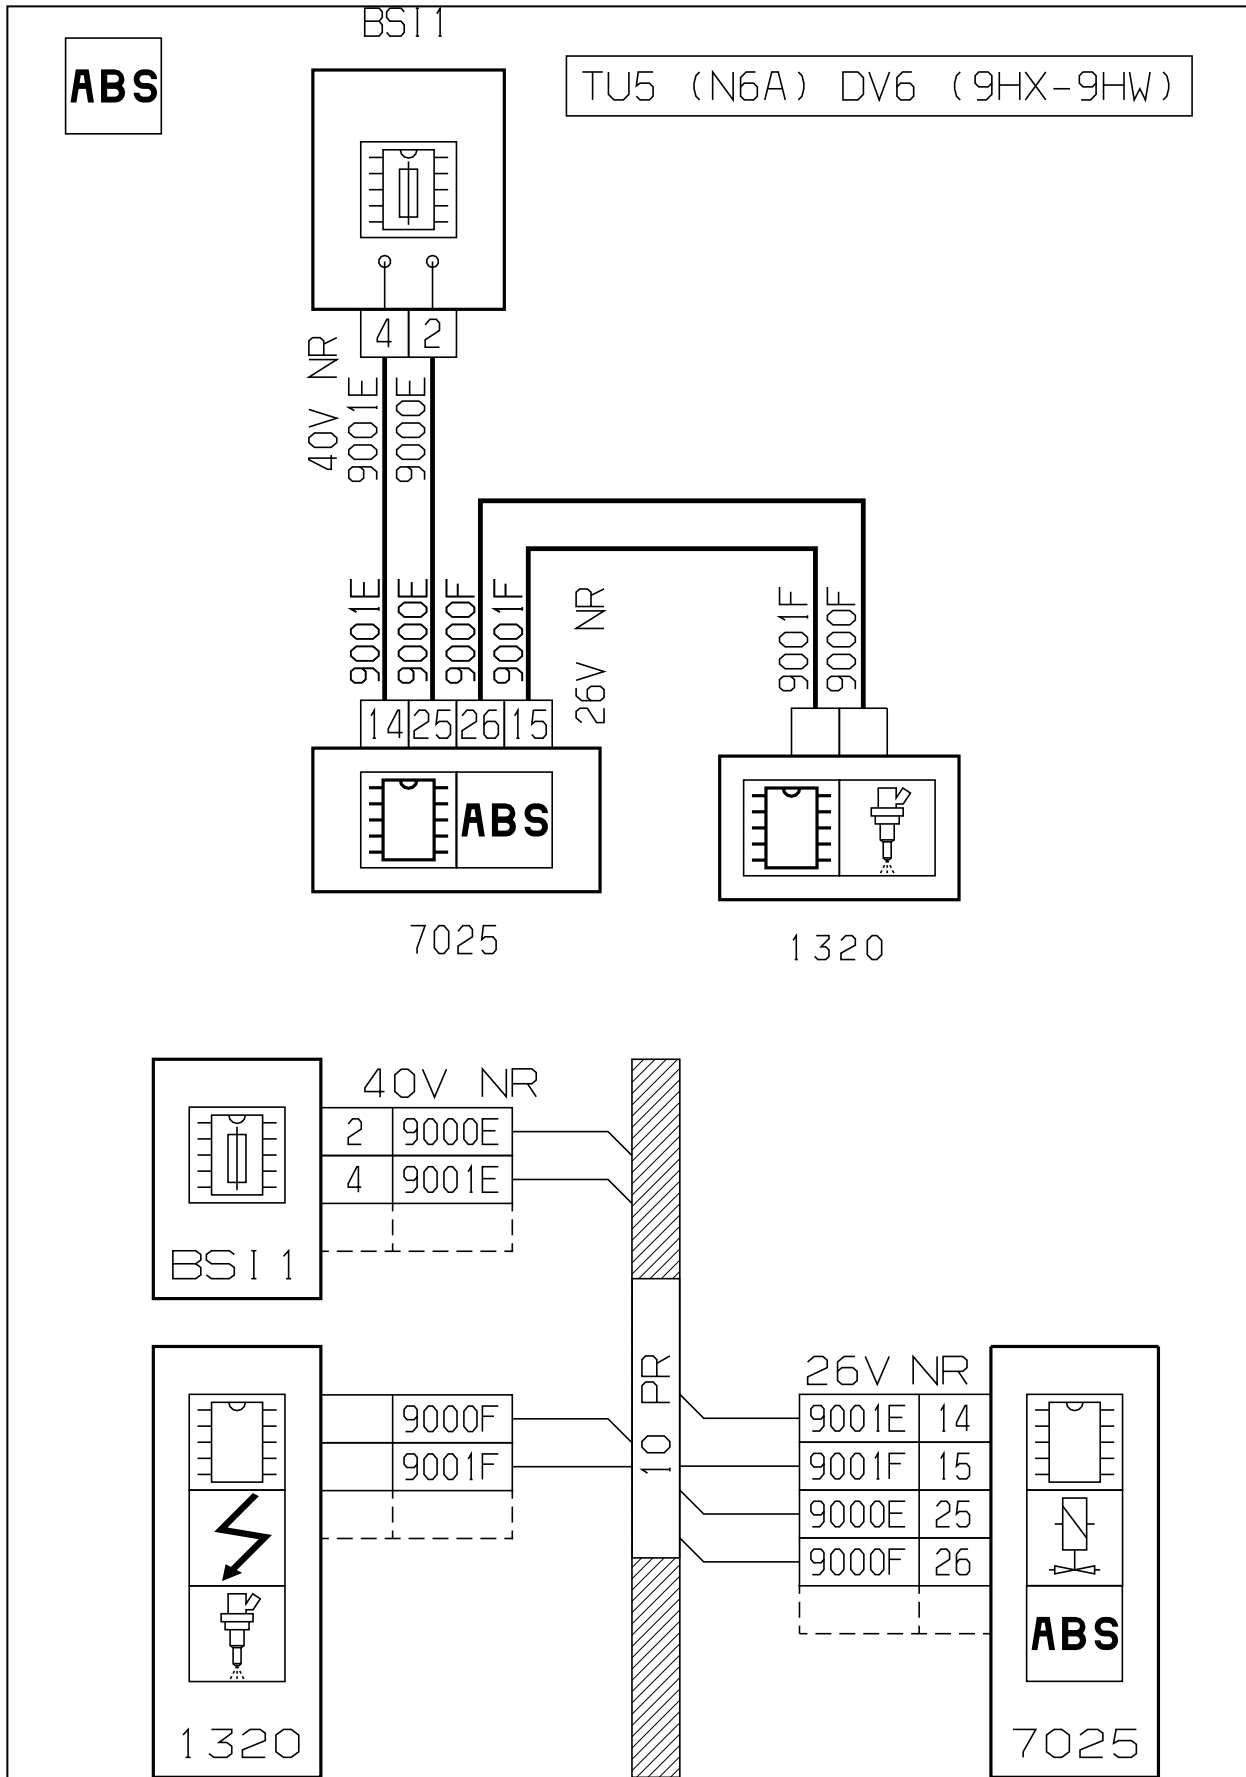 BSI1
ABS
TU5 (N6A) DV6 (9HX-9HW)
4 2
40V NR
9001E
9000E
9001E
9000E
9000F
9001F
26V NR
9001F
9000F
14 25 26 15
ABS
7025
1320
40V NR
2 9000E
4 9001E
BSI1
10 PR
26V NR
9000F
9001E 14
9001F
9001F 15
9000E 25
9000F 26
ABS
1320
7025